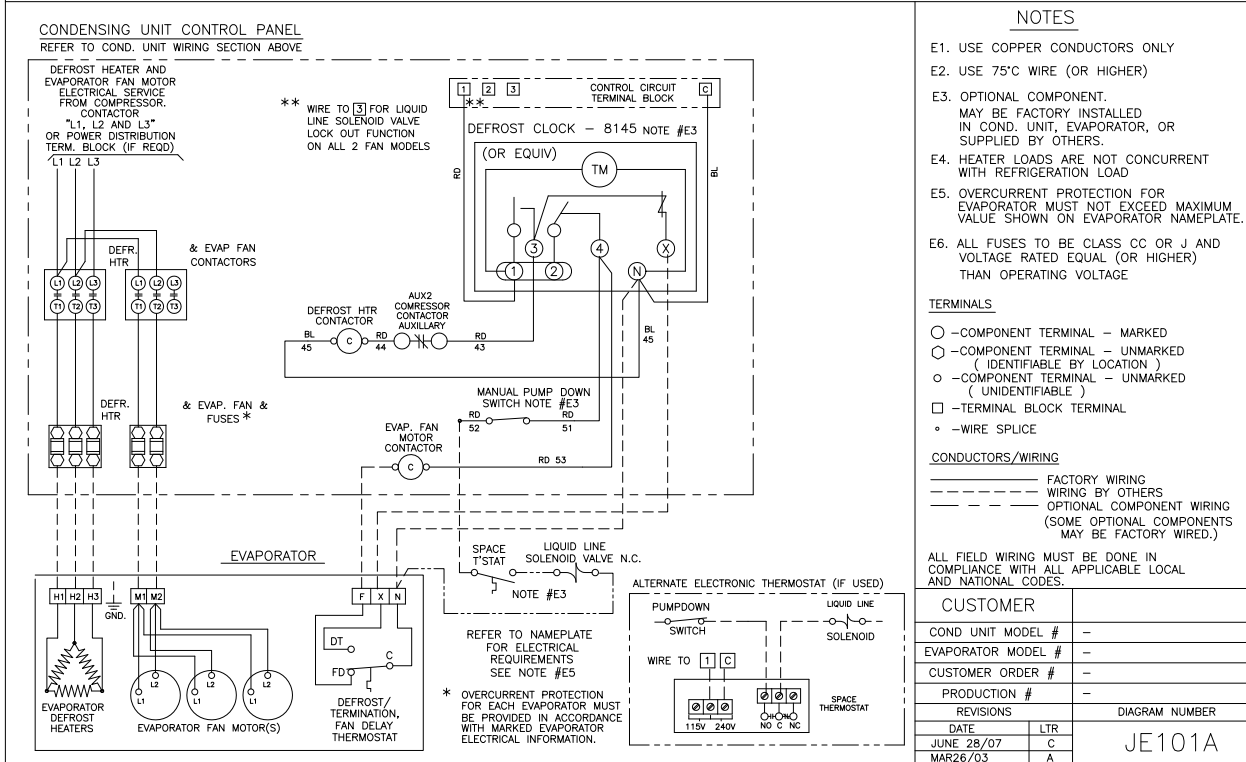 CONDENSING UNIT CONTROL PANEL
REFER TO COND. UNIT WIRING SECTION ABOVE
DEFROST HEATER AND
EVAPORATOR FAN MOTOR
ELECTRICAL SERVICE
FROM COMPRESSOR.
CONTACTOR
"L1, L2 AND L3"
OR POWER DISTRIBUTION
TERM. BLOCK (IF REQD)
L1 L2 L3
** WIRE TO 3 FOR LIQUID
LINE SOLENOID VALVE
LOCK OUT FUNCTION
ON ALL 2 FAN MODELS
1 2 3
CONTROL CIRCUIT
TERMINAL BLOCK
C
**
DEFROST CLOCK - 8145 NOTE #E3
(OR EQUIV)
TM
RD
BL
3
4
X
1
2
N
DEFR.
HTR
& EVAP FAN
CONTACTORS
L1 L2 L3
L1 L2 L3
T1 T2 T3
T1 T2 T3
DEFROST HTR
CONTACTOR
AUX2
COMRESSOR
CONTACTOR
AUXILLARY
BL
45
C
RD
44
RD
43
BL
45
MANUAL PUMP DOWN
SWITCH NOTE #E3
RD
52
RD
51
DEFR.
HTR
& EVAP. FAN &
FUSES *
EVAP. FAN
MOTOR
CONTACTOR
C
RD 53
EVAPORATOR
SPACE
T'STAT
LIQUID LINE
SOLENOID VALVE N.C.
NOTE #E3
H1 H2 H3
GND.
M1 M2
F X N
L2
L1
L2
L1
L2
L1
DT
C
FD
EVAPORATOR
DEFROST
HEATERS
EVAPORATOR FAN MOTOR(S)
DEFROST/
TERMINATION,
FAN DELAY
THERMOSTAT
REFER TO NAMEPLATE
FOR ELECTRICAL
REQUIREMENTS
SEE NOTE #E5
* OVERCURRENT PROTECTION
FOR EACH EVAPORATOR MUST
BE PROVIDED IN ACCORDANCE
WITH MARKED EVAPORATOR
ELECTRICAL INFORMATION.
ALTERNATE ELECTRONIC THERMOSTAT (IF USED)
PUMPDOWN
SWITCH
LIQUID LINE
SOLENOID
WIRE TO 1 C
115V 240V
NO C NC
SPACE
THERMOSTAT
NOTES
E1. USE COPPER CONDUCTORS ONLY
E2. USE 75°C WIRE (OR HIGHER)
E3. OPTIONAL COMPONENT.
MAY BE FACTORY INSTALLED
IN COND. UNIT, EVAPORATOR, OR
SUPPLIED BY OTHERS.
E4. HEATER LOADS ARE NOT CONCURRENT
WITH REFRIGERATION LOAD
E5. OVERCURRENT PROTECTION FOR
EVAPORATOR MUST NOT EXCEED MAXIMUM
VALUE SHOWN ON EVAPORATOR NAMEPLATE.
E6. ALL FUSES TO BE CLASS CC OR J AND
VOLTAGE RATED EQUAL (OR HIGHER)
THAN OPERATING VOLTAGE
TERMINALS
-COMPONENT TERMINAL - MARKED
-COMPONENT TERMINAL - UNMARKED
( IDENTIFIABLE BY LOCATION )
-COMPONENT TERMINAL - UNMARKED
( UNIDENTIFIABLE )
-TERMINAL BLOCK TERMINAL
-WIRE SPLICE
CONDUCTORS/WIRING
FACTORY WIRING
WIRING BY OTHERS
OPTIONAL COMPONENT WIRING
(SOME OPTIONAL COMPONENTS
MAY BE FACTORY WIRED.)
ALL FIELD WIRING MUST BE DONE IN
COMPLIANCE WITH ALL APPLICABLE LOCAL
AND NATIONAL CODES.
CUSTOMER
COND UNIT MODEL # -
EVAPORATOR MODEL # -
CUSTOMER ORDER # -
PRODUCTION # -
REVISIONS
DIAGRAM NUMBER
DATE LTR
JUNE 28/07 C
MAR26/03 A
JE101A